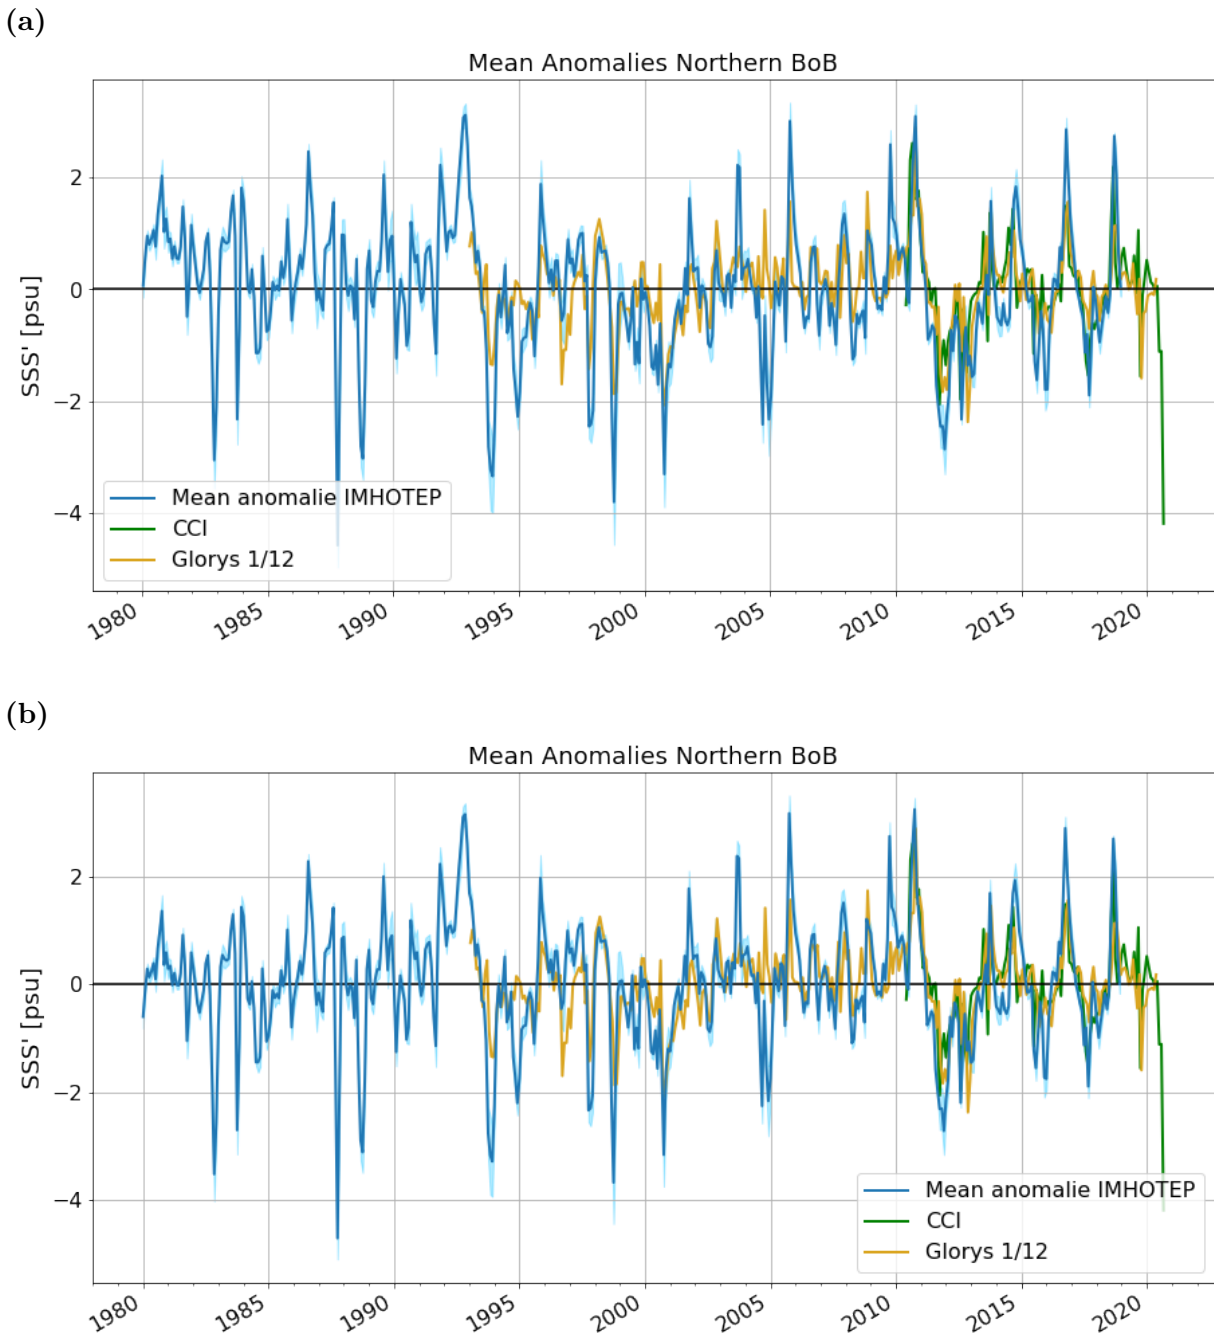 (a)
Mean Anomalies Northern BoB
SSS' [psu]
2
0
−2
−4
Mean anomalie IMHOTEP
CCI
Glorys 1/12
1980
1985
1990
1995
2000
2005
2010
2015
2020
(b)
Mean Anomalies Northern BoB
SSS' [psu]
2
0
−2
−4
Mean anomalie IMHOTEP
CCI
Glorys 1/12
1980
1985
1990
1995
2000
2005
2010
2015
2020